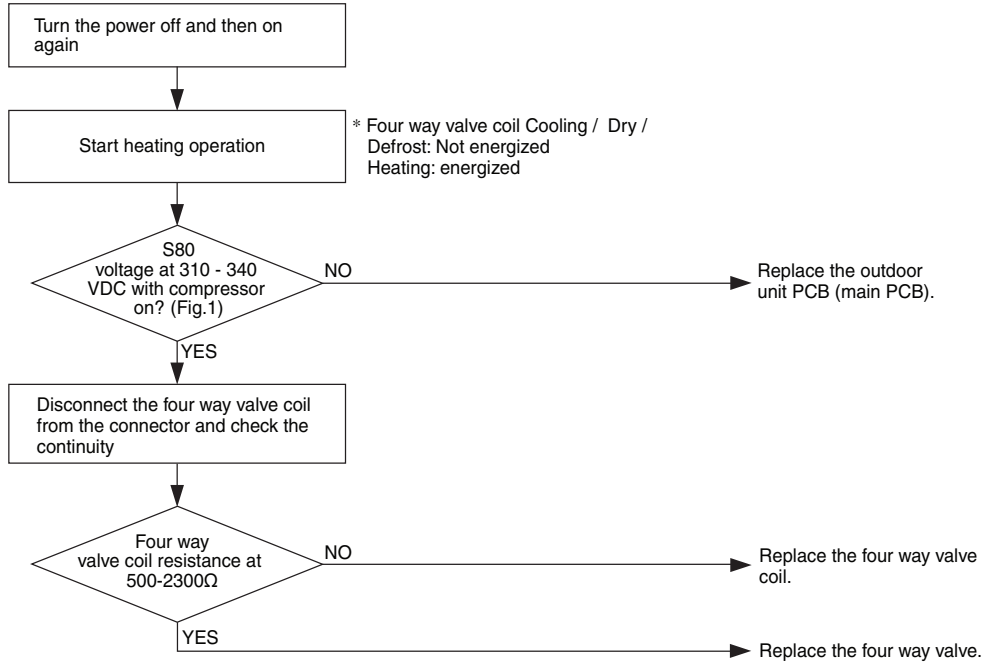 Turn the power off and then on
again
Start heating operation
* Four way valve coil Cooling / Dry /
Defrost: Not energized
Heating: energized
S80
voltage at 310 - 340
VDC with compressor
on? (Fig.1)
NO
Replace the outdoor
unit PCB (main PCB).
YES
Disconnect the four way valve coil
from the connector and check the
continuity
Four way
valve coil resistance at
500-2300Ω
NO
Replace the four way valve
coil.
YES
Replace the four way valve.